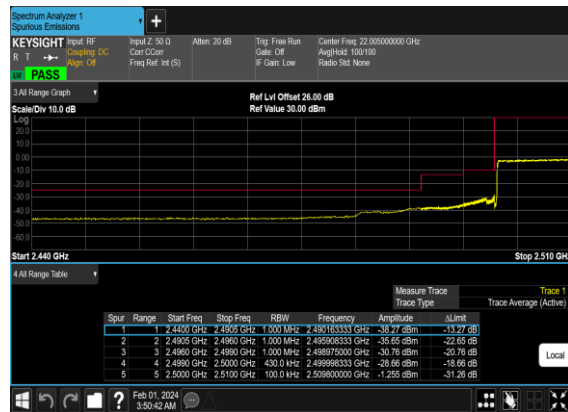 Spectrum Analyzer 1
Spurious Emissions
KEYSIGHT Input: RF Input Z: 50 Ω Atten: 20 dB Trig: Free Run Center Freq: 22.005000000 GHz
R T Coupling: DC Corr CCorr Gate: Off Avg|Hold: 100/100
Align: Off Freq Ref: Int (S) IF Gain: Low Radio Std: None
PASS
3 All Range Graph
Ref Lvl Offset 26.00 dB
Scale/Div 10.0 dB Ref Value 30.00 dBm
Log
20.0
10.0
0.00
-10.0
-20.0
-30.0
-40.0
-50.0
-60.0
Start 2.440 GHz Stop 2.510 GHz
4 All Range Table
Measure Trace Trace 1
Trace Type Trace Average (Active)
Spur Range Start Freq Stop Freq RBW Frequency Amplitude ΔLimit
1 1 2.4400 GHz 2.4905 GHz 1.000 MHz 2.490163333 GHz -38.27 dBm -13.27 dB
2 2 2.4905 GHz 2.4960 GHz 1.000 MHz 2.495908333 GHz -35.65 dBm -22.65 dB
3 3 2.4960 GHz 2.4990 GHz 1.000 MHz 2.498975000 GHz -30.76 dBm -20.76 dB
4 4 2.4990 GHz 2.5000 GHz 430.0 kHz 2.499998333 GHz -28.66 dBm -18.66 dB
5 5 2.5000 GHz 2.5100 GHz 100.0 kHz 2.509800000 GHz -1.255 dBm -31.26 dB
Local
Feb 01, 2024
3:50:42 AM